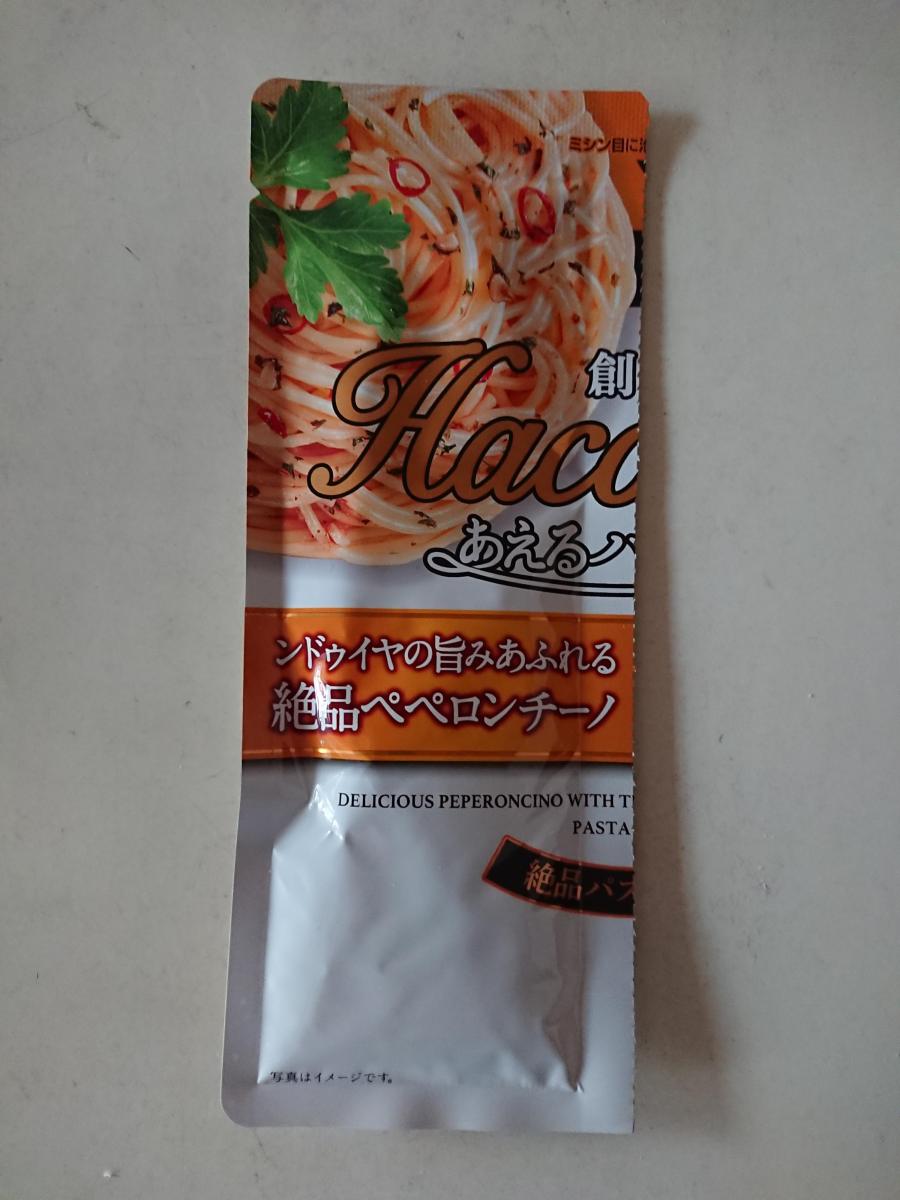 ミシン目に
創
Haco
あえるパ
ンドゥイヤの旨みあふれる
絶品ペペロンチーノ
DELICIOUS PEPERONCINO WITH T
PASTA
絶品パス
写真はイメージです。